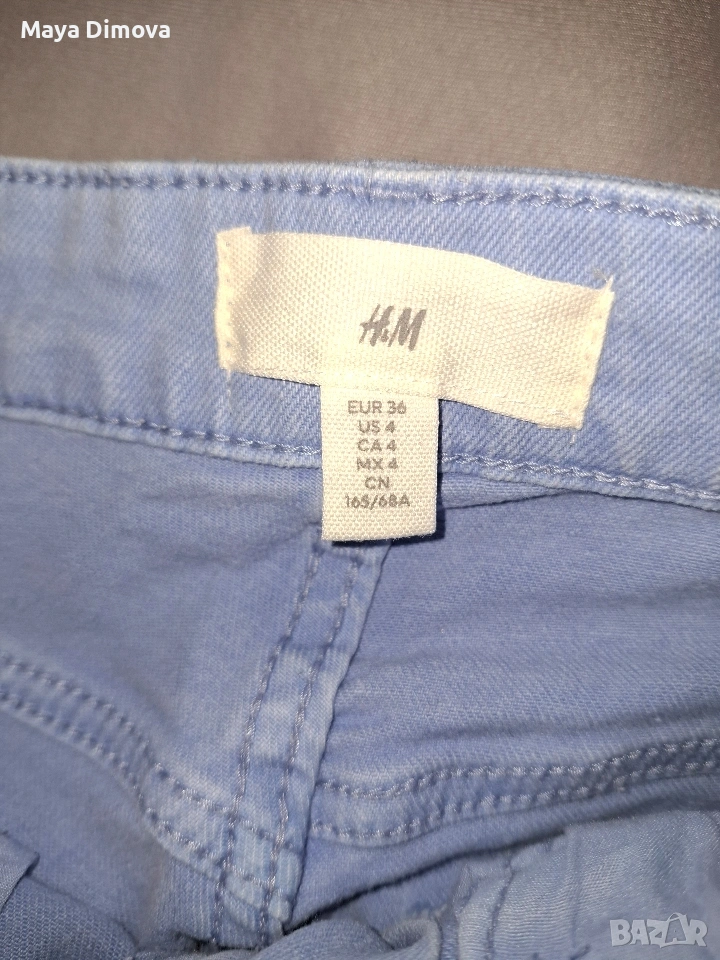 Maya Dimova
H&M
EUR 36
US 4
CA 4
MX 4
CN
165/68A
BAZAR